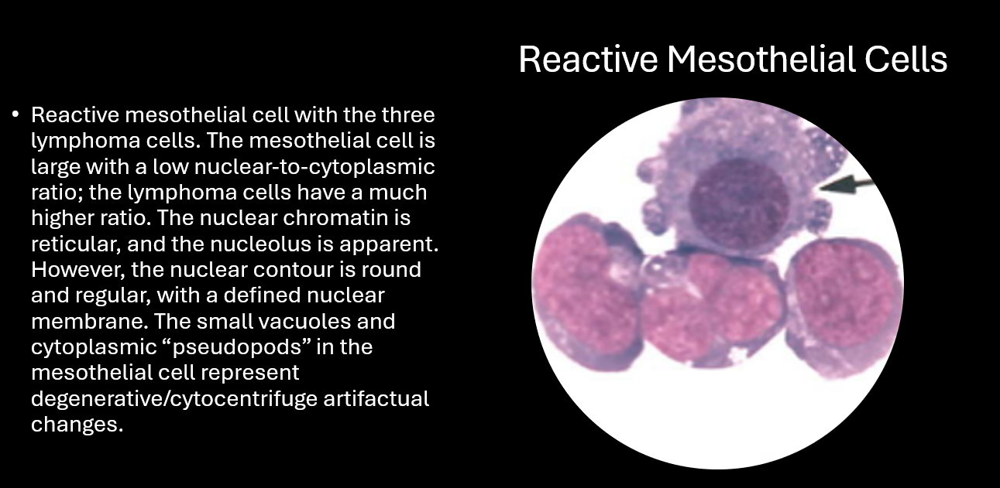 Reactive Mesothelial Cells
• Reactive mesothelial cell with the three
lymphoma cells. The mesothelial cell is
large with a low nuclear-to-cytoplasmic
ratio; the lymphoma cells have a much
higher ratio. The nuclear chromatin is
reticular, and the nucleolus is apparent.
However, the nuclear contour is round
and regular, with a defined nuclear
membrane. The small vacuoles and
cytoplasmic “pseudopods” in the
mesothelial cell represent
degenerative/cytocentrifuge artifactual
changes.